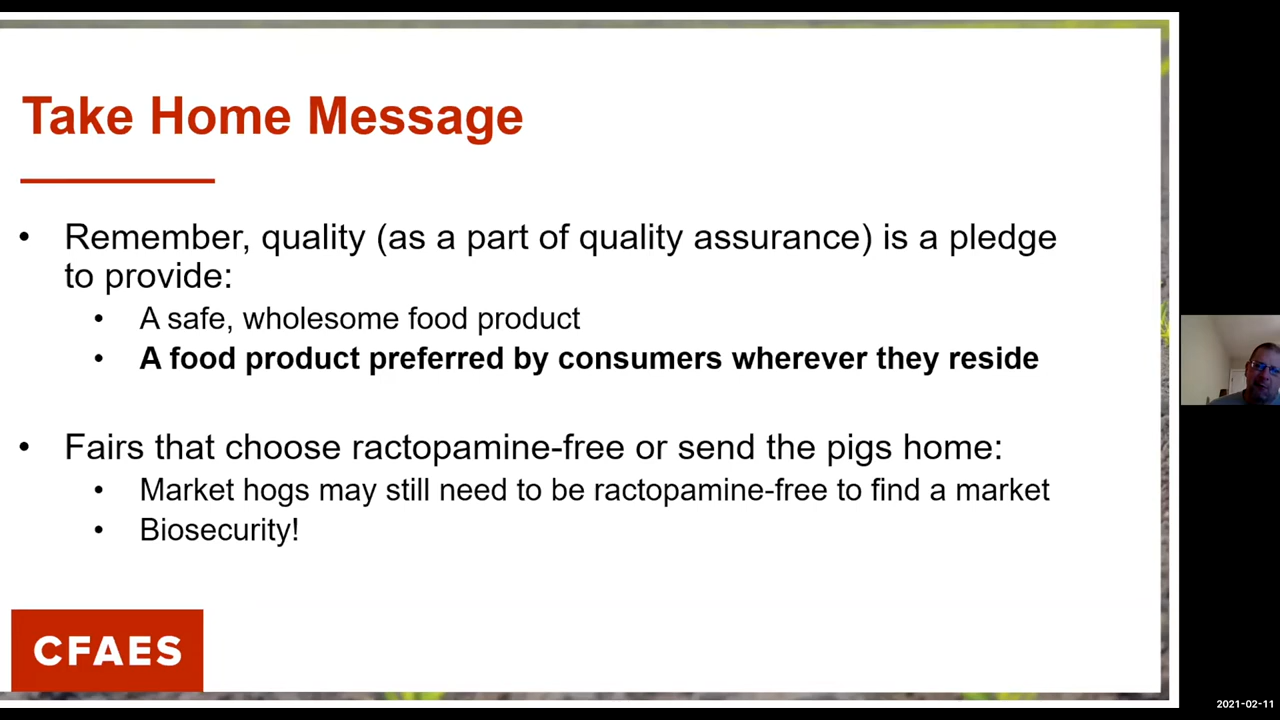 Take Home Message
• Remember, quality (as a part of quality assurance) is a pledge
to provide:
• A safe, wholesome food product
• A food product preferred by consumers wherever they reside
• Fairs that choose ractopamine-free or send the pigs home:
• Market hogs may still need to be ractopamine-free to find a market
• Biosecurity!
CFAES
2021-02-11